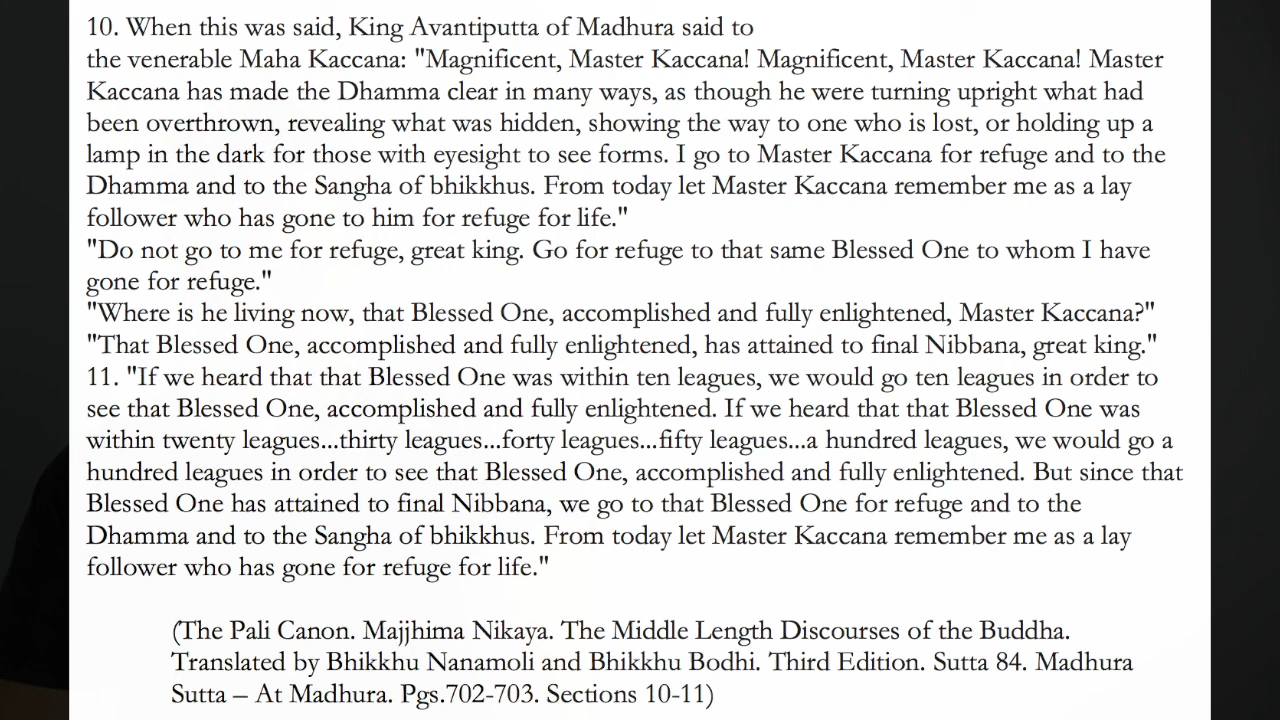 10. When this was said, King Avantiputta of Madhura said to
the venerable Maha Kaccana: "Magnificent, Master Kaccana! Magnificent, Master Kaccana! Master
Kaccana has made the Dhamma clear in many ways, as though he were turning upright what had
been overthrown, revealing what was hidden, showing the way to one who is lost, or holding up a
lamp in the dark for those with eyesight to see forms. I go to Master Kaccana for refuge and to the
Dhamma and to the Sangha of bhikkhus. From today let Master Kaccana remember me as a lay
follower who has gone to him for refuge for life."
"Do not go to me for refuge, great king. Go for refuge to that same Blessed One to whom I have
gone for refuge."
"Where is he living now, that Blessed One, accomplished and fully enlightened, Master Kaccana?"
"That Blessed One, accomplished and fully enlightened, has attained to final Nibbana, great king."
11. "If we heard that that Blessed One was within ten leagues, we would go ten leagues in order to
see that Blessed One, accomplished and fully enlightened. If we heard that that Blessed One was
within twenty leagues...thirty leagues...forty leagues...fifty leagues...a hundred leagues, we would go a
hundred leagues in order to see that Blessed One, accomplished and fully enlightened. But since that
Blessed One has attained to final Nibbana, we go to that Blessed One for refuge and to the
Dhamma and to the Sangha of bhikkhus. From today let Master Kaccana remember me as a lay
follower who has gone for refuge for life."
(The Pali Canon. Majjhima Nikaya. The Middle Length Discourses of the Buddha.
Translated by Bhikkhu Nanamoli and Bhikkhu Bodhi. Third Edition. Sutta 84. Madhura
Sutta – At Madhura. Pgs.702-703. Sections 10-11)